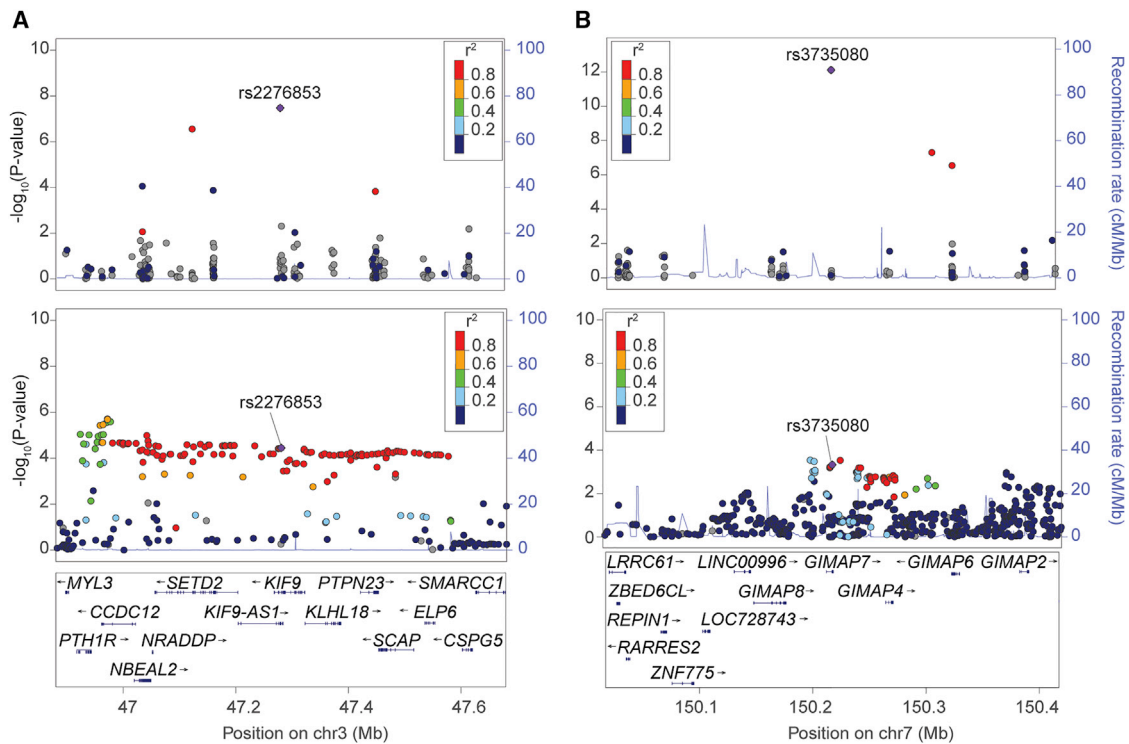 A
B
10
8
6
4
2
0
-log10(P-value)
rs2276853
r2
0.8
0.6
0.4
0.2
100
80
60
40
20
0
12
10
8
6
4
2
0
r2
0.8
0.6
0.4
0.2
rs3735080
100
80
60
40
20
0
Recombination rate (cM/Mb)
10
8
6
4
2
0
-log10(P-value)
rs2276853
r2
0.8
0.6
0.4
0.2
100
80
60
40
20
0
10
8
6
4
2
0
r2
0.8
0.6
0.4
0.2
rs3735080
100
80
60
40
20
0
Recombination rate (cM/Mb)
←MYL3 SETD2→ ←KIF9 PTPN23→ ←SMARCC1
←CCDC12 KIF9-AS1→ KLHL18→ ←ELP6
PTH1R→ NRADDP→ ←SCAP ←CSPG5
NBEAL2→
47 47.2 47.4 47.6
Position on chr3 (Mb)
LRRC61→ LINC00996→ GIMAP7→ ←GIMAP6 GIMAP2→
ZBED6CL→ GIMAP8→ GIMAP4→
REPIN1→ LOC728743→
←RARRES2
ZNF775→
150.1 150.2 150.3 150.4
Position on chr7 (Mb)